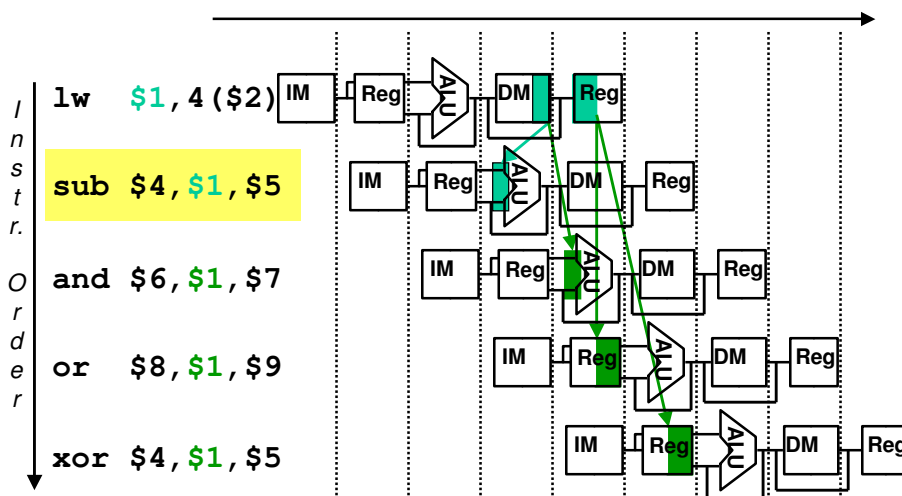 Instr. Order
lw $1,4($2) IM Reg ALU DM Reg
sub $4,$1,$5 IM Reg ALU DM Reg
and $6,$1,$7 IM Reg ALU DM Reg
or $8,$1,$9 IM Reg ALU DM Reg
xor $4,$1,$5 IM Reg ALU DM Reg